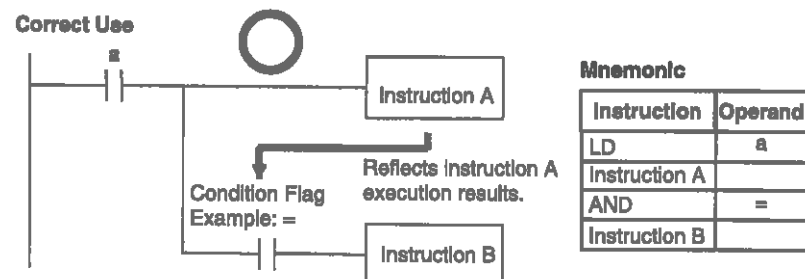 Correct Use
a
Instruction A
Reflects instruction A
execution results.
Condition Flag
Example: =
Instruction B
Mnemonic
Instruction Operand
LD a
Instruction A
AND =
Instruction B